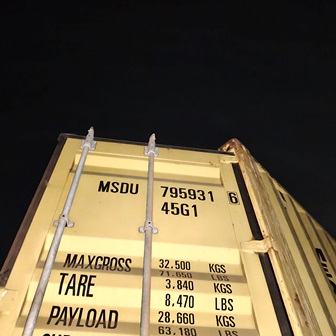 MSDU 795931 6
45G1
MAXGROSS 32.500 KGS
71.650 LBS
TARE 3.840 KGS
8.470 LBS
PAYLOAD 28.660 KGS
63.180 LBS